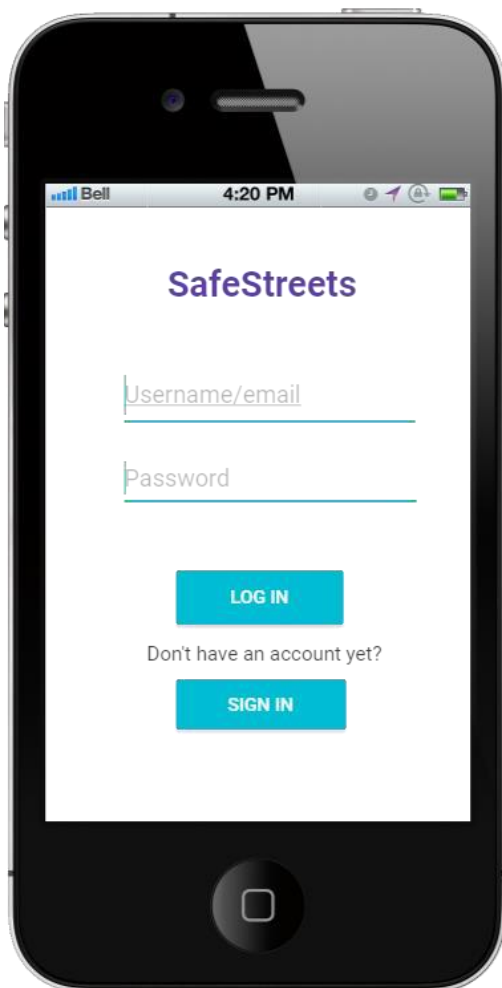 Bell 4:20 PM
SafeStreets
Username/email
Password
LOG IN
Don't have an account yet?
SIGN IN